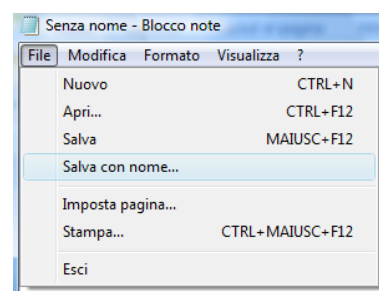 Senza nome - Blocco note
File Modifica Formato Visualizza ?
Nuovo CTRL+N
Apri... CTRL+F12
Salva MAIUSC+F12
Salva con nome...
Imposta pagina...
Stampa... CTRL+MAIUSC+F12
Esci